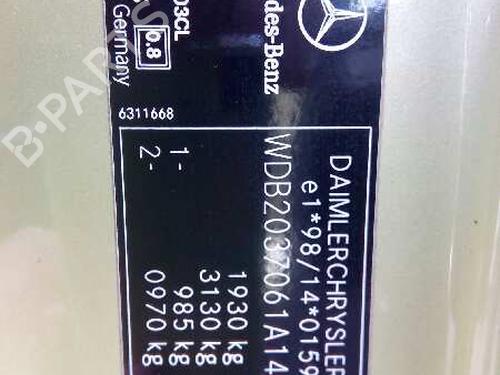 DAIMLERCHRYSLER
e1*98/14*0159
WDB2037061A14
1930 kg
3130 kg
1- 985 kg
2- 0970 kg
Mercedes-Benz
03CL
0.8
Germany
6311668
B-PARTS